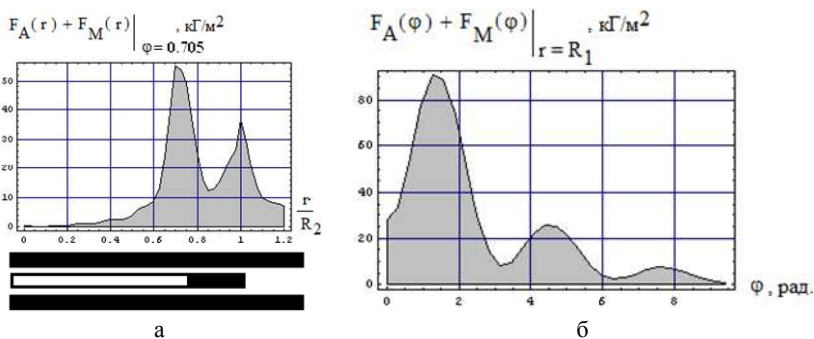 F_A(r) + F_M(r)| , кГ/м²
φ = 0.705
50
40
30
20
10
0
0 0.2 0.4 0.6 0.8 1 1.2
r
R₂
а
F_A(φ) + F_M(φ)| , кГ/м²
r = R₁
80
60
40
20
0
0 2 4 6 8
φ , рад.
б